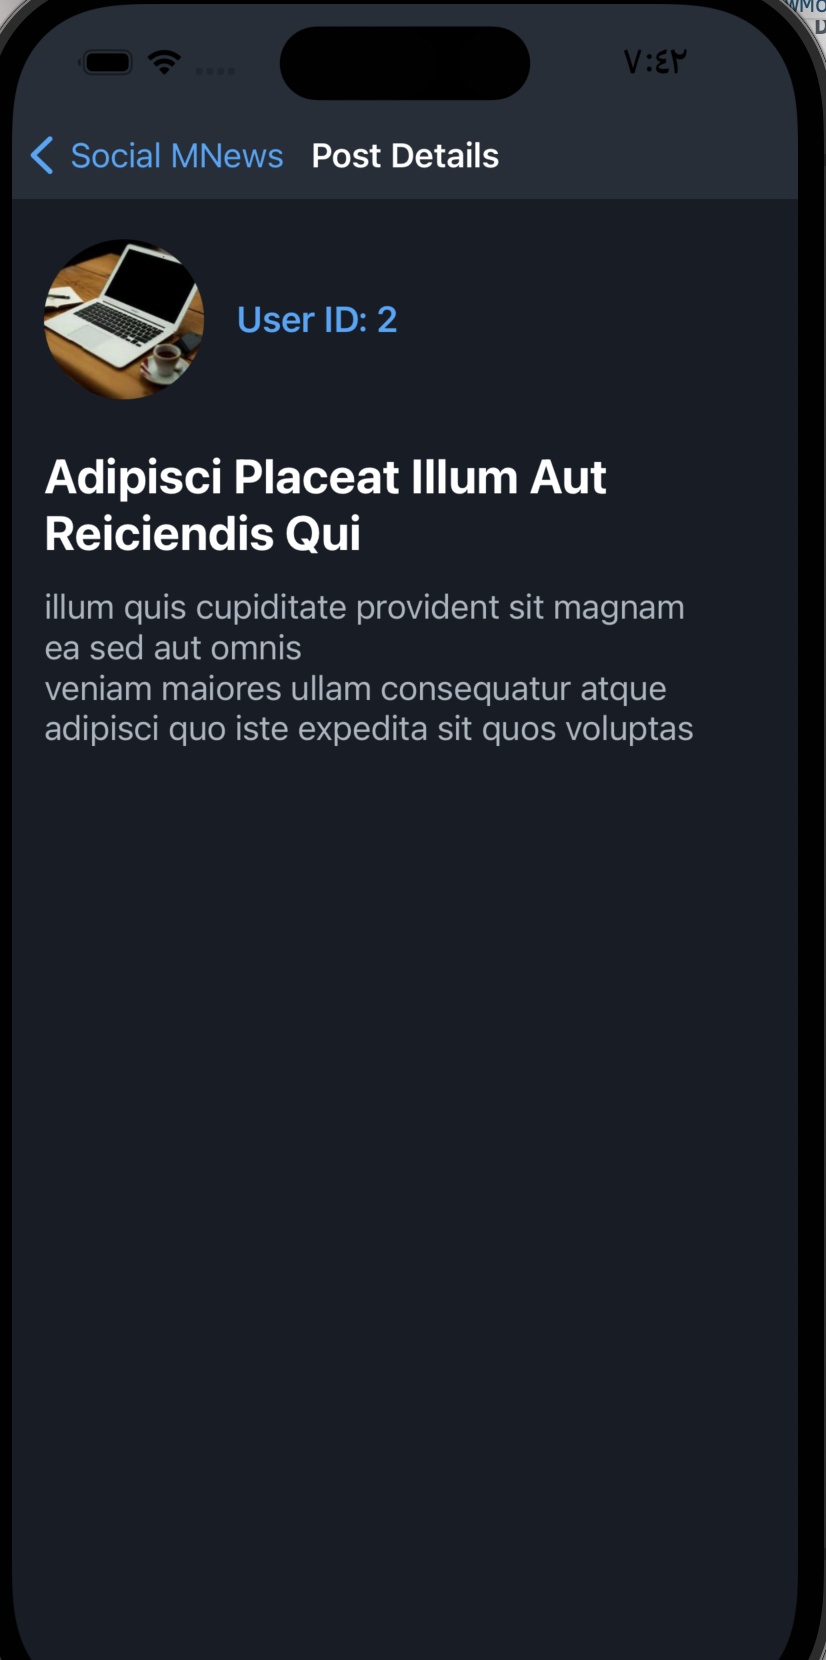 ٧:٤٢
Social MNews Post Details
User ID: 2
Adipisci Placeat Illum Aut
Reiciendis Qui
illum quis cupiditate provident sit magnam
ea sed aut omnis
veniam maiores ullam consequatur atque
adipisci quo iste expedita sit quos voluptas